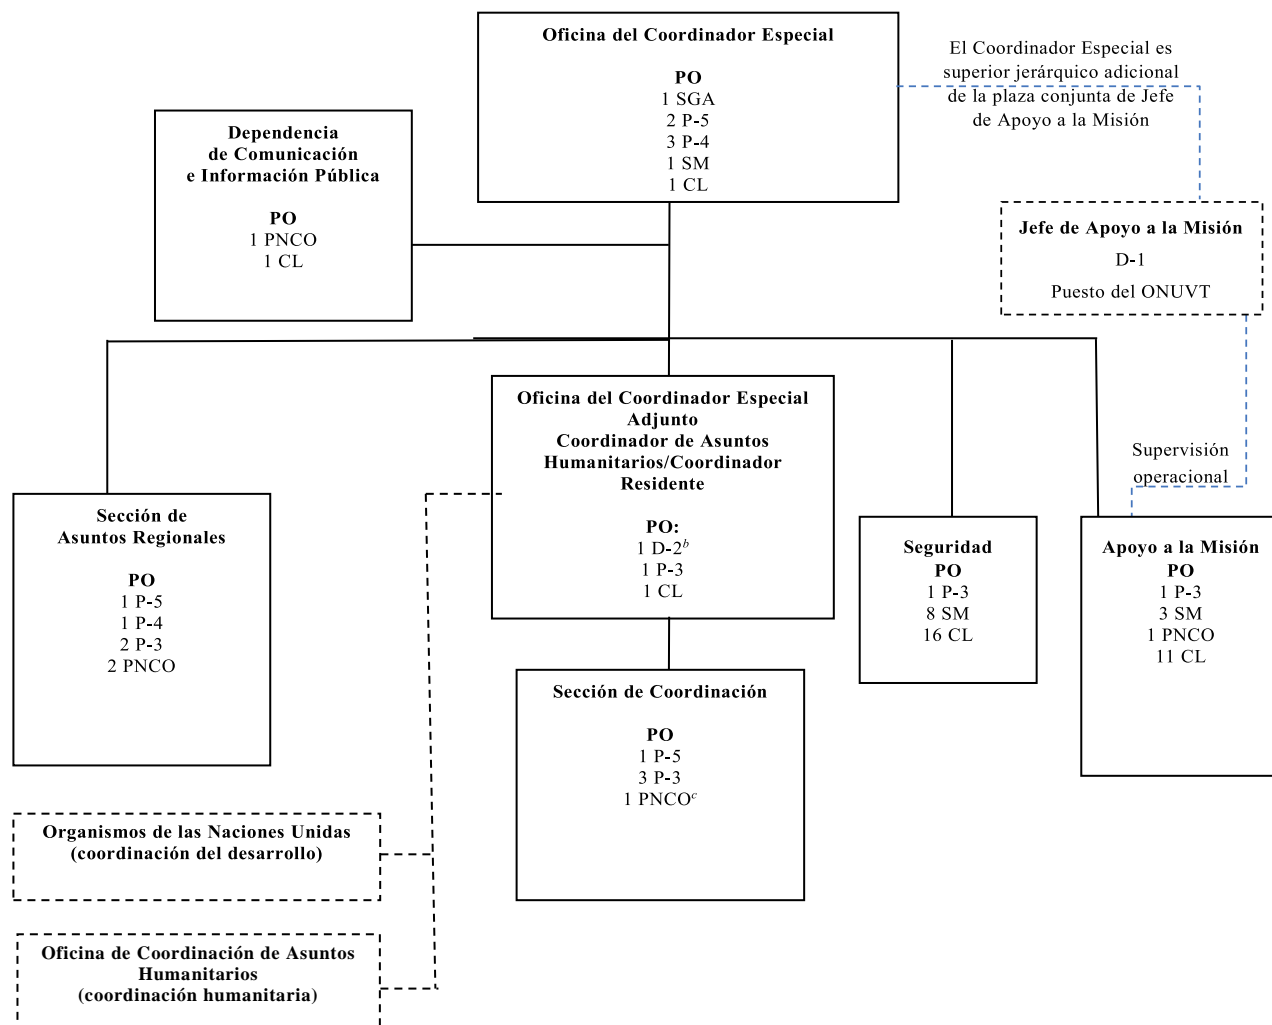 Oficina del Coordinador Especial
PO
1 SGA
2 P-5
3 P-4
1 SM
1 CL
El Coordinador Especial es
superior jerárquico adicional
de la plaza conjunta de Jefe
de Apoyo a la Misión
Dependencia
de Comunicación
e Información Pública
PO
1 PNCO
1 CL
Jefe de Apoyo a la Misión
D-1
Puesto del ONUVT
Oficina del Coordinador Especial
Adjunto
Coordinador de Asuntos
Humanitarios/Coordinador
Residente
PO:
1 D-2ᵇ
1 P-3
1 CL
Supervisión
operacional
Sección de
Asuntos Regionales
PO
1 P-5
1 P-4
2 P-3
2 PNCO
Seguridad
PO
1 P-3
8 SM
16 CL
Apoyo a la Misión
PO
1 P-3
3 SM
1 PNCO
11 CL
Sección de Coordinación
PO
1 P-5
3 P-3
1 PNCOᶜ
Organismos de las Naciones Unidas
(coordinación del desarrollo)
Oficina de Coordinación de Asuntos
Humanitarios
(coordinación humanitaria)